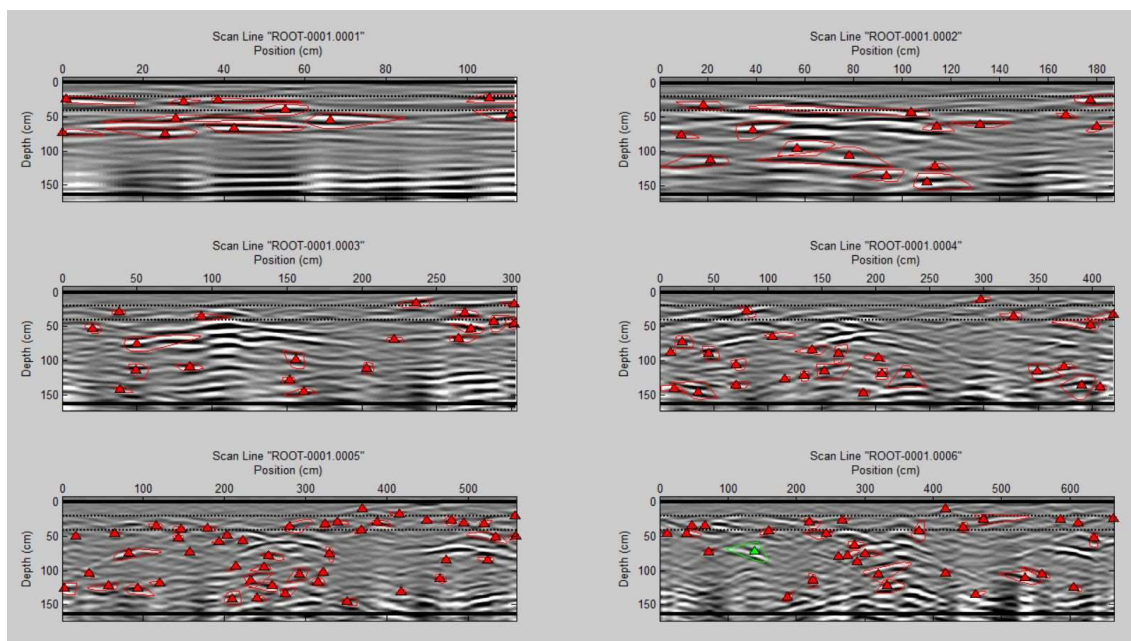 Scan Line "ROOT-0001.0001"
Position (cm)
0 20 40 60 80 100
Depth (cm)
0
50
100
150
Scan Line "ROOT-0001.0002"
Position (cm)
0 20 40 60 80 100 120 140 160 180
Depth (cm)
0
50
100
150
Scan Line "ROOT-0001.0003"
Position (cm)
0 50 100 150 200 250 300
Depth (cm)
0
50
100
150
Scan Line "ROOT-0001.0004"
Position (cm)
0 50 100 150 200 250 300 350 400
Depth (cm)
0
50
100
150
Scan Line "ROOT-0001.0005"
Position (cm)
0 100 200 300 400 500
Depth (cm)
0
50
100
150
Scan Line "ROOT-0001.0006"
Position (cm)
0 100 200 300 400 500 600
Depth (cm)
0
50
100
150